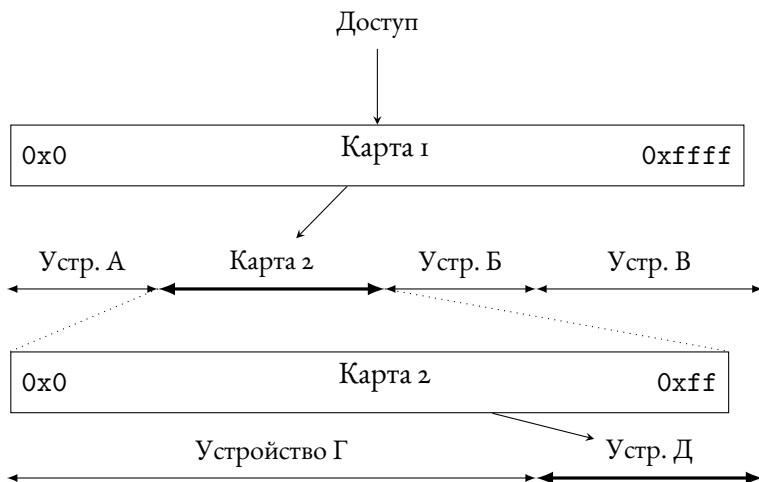 Доступ
0x0 Карта 1 0xffff
Устр. А Карта 2 Устр. Б Устр. В
0x0 Карта 2 0xff
Устройство Г Устр. Д